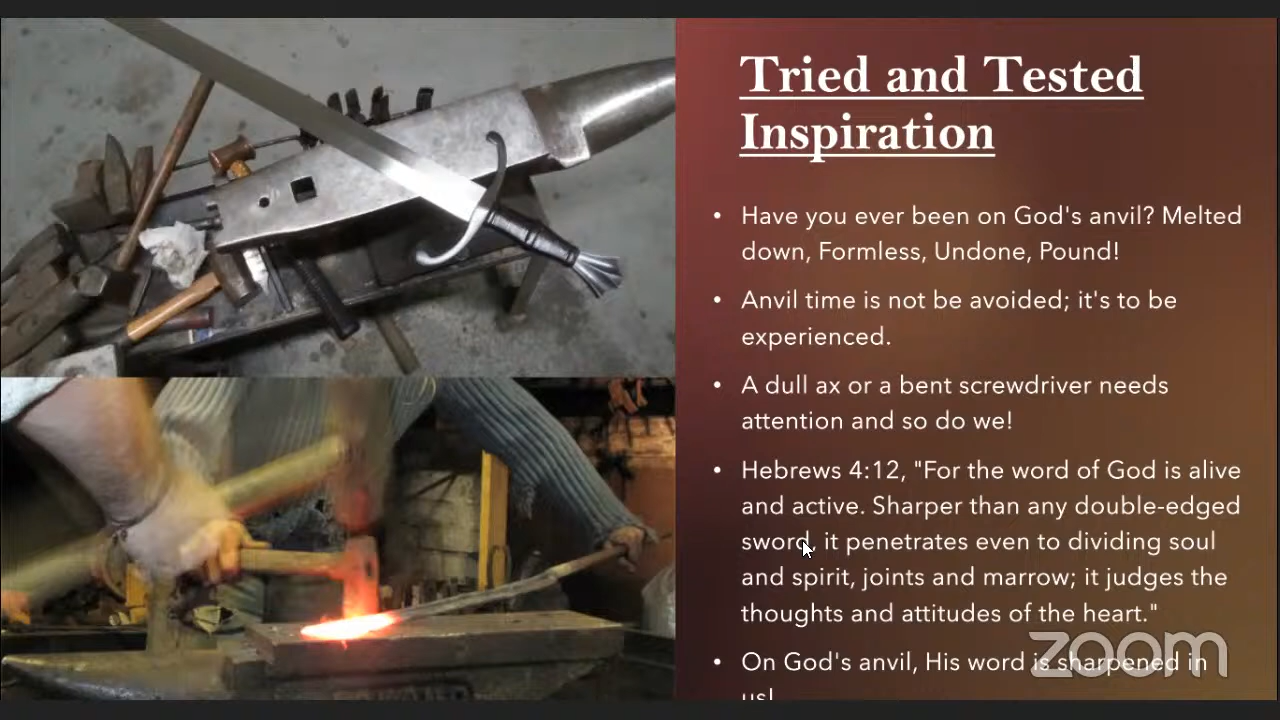 Tried and Tested
Inspiration
• Have you ever been on God's anvil? Melted
down, Formless, Undone, Pound!
• Anvil time is not be avoided; it's to be
experienced.
• A dull ax or a bent screwdriver needs
attention and so do we!
• Hebrews 4:12, "For the word of God is alive
and active. Sharper than any double-edged
sword, it penetrates even to dividing soul
and spirit, joints and marrow; it judges the
thoughts and attitudes of the heart."
• On God's anvil, His word is sharpened in
us!
zoom